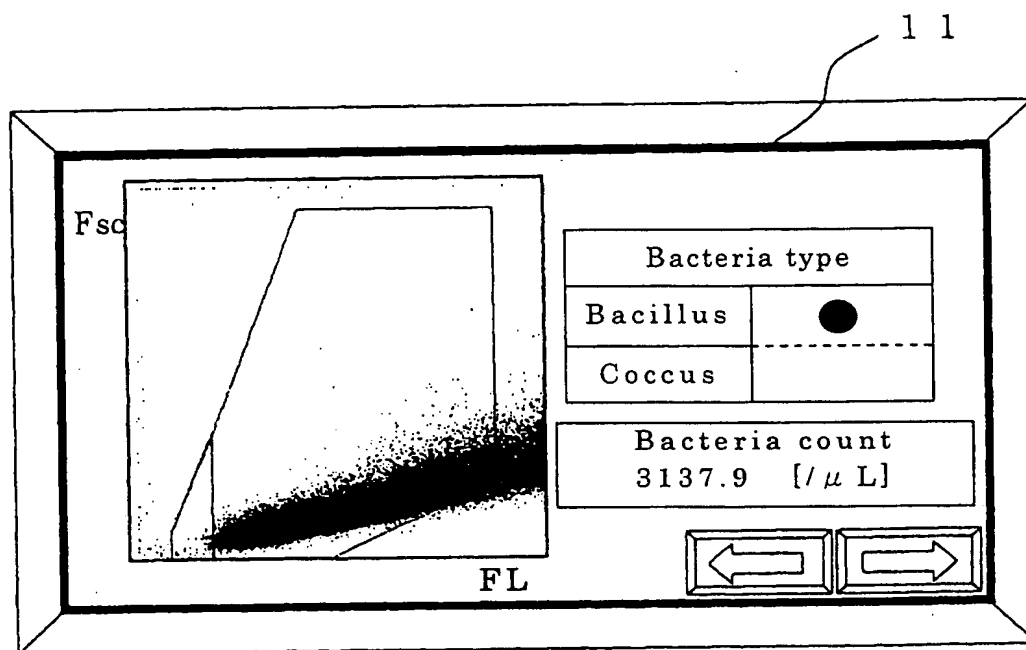 1 1
Fsc
Bacteria type
Bacillus
Coccus
Bacteria count
3137.9 [/μL]
FL